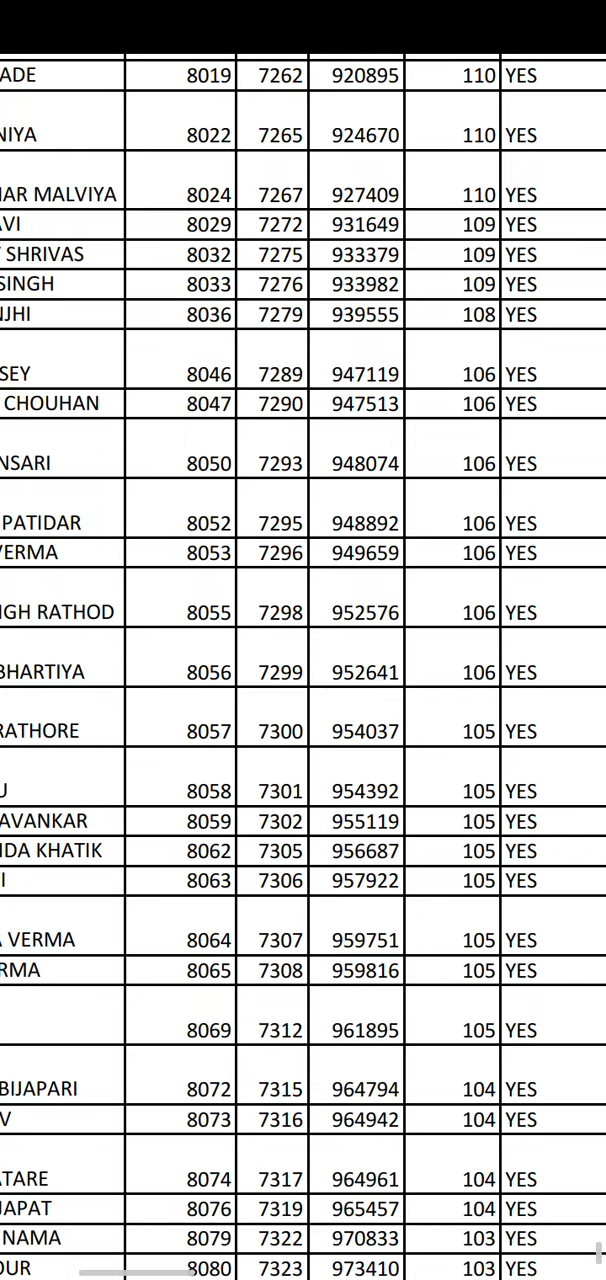 ADE 8019 7262 920895 110 YES
NIYA 8022 7265 924670 110 YES
AR MALVIYA 8024 7267 927409 110 YES
VI 8029 7272 931649 109 YES
SHRIVAS 8032 7275 933379 109 YES
SINGH 8033 7276 933982 109 YES
JHI 8036 7279 939555 108 YES
SEY 8046 7289 947119 106 YES
CHOUHAN 8047 7290 947513 106 YES
NSARI 8050 7293 948074 106 YES
PATIDAR 8052 7295 948892 106 YES
VERMA 8053 7296 949659 106 YES
GH RATHOD 8055 7298 952576 106 YES
BHARTIYA 8056 7299 952641 106 YES
RATHORE 8057 7300 954037 105 YES
U 8058 7301 954392 105 YES
AVANKAR 8059 7302 955119 105 YES
DA KHATIK 8062 7305 956687 105 YES
I 8063 7306 957922 105 YES
VERMA 8064 7307 959751 105 YES
RMA 8065 7308 959816 105 YES
8069 7312 961895 105 YES
BIJAPARI 8072 7315 964794 104 YES
V 8073 7316 964942 104 YES
TARE 8074 7317 964961 104 YES
JAPAT 8076 7319 965457 104 YES
NAMA 8079 7322 970833 103 YES
OUR 8080 7323 973410 103 YES